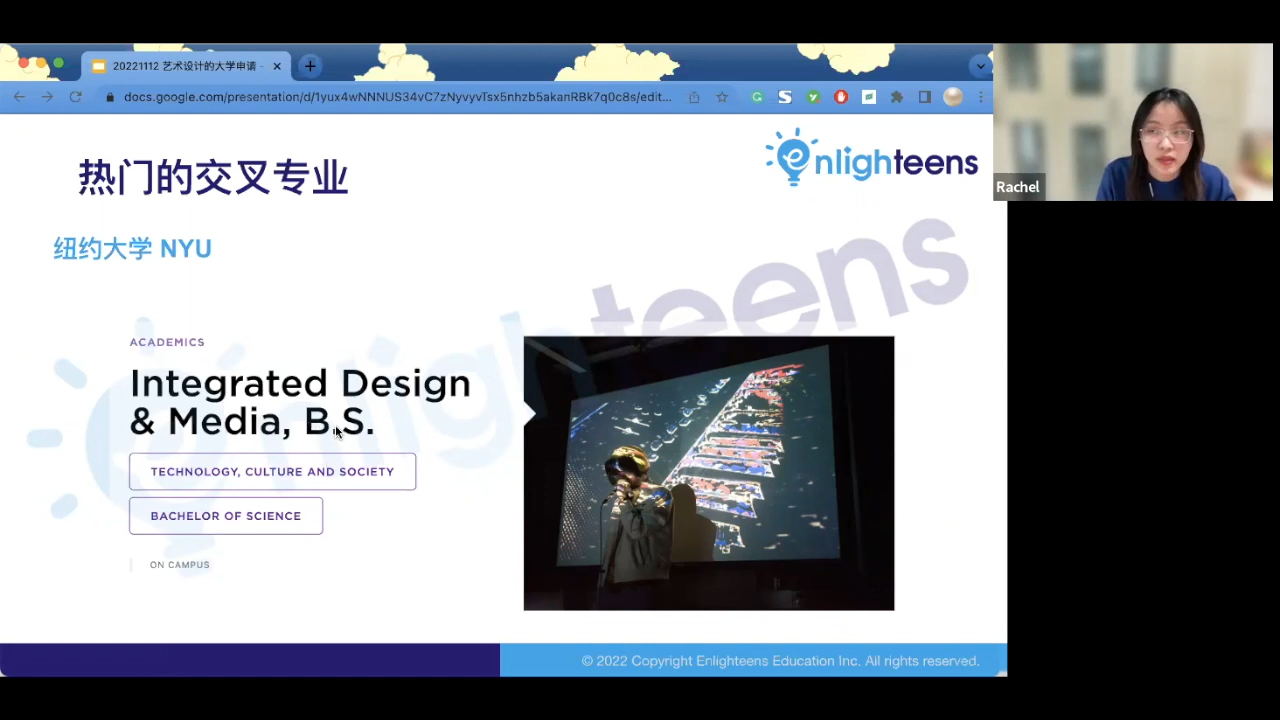 20221112 艺术设计的大学申请 -
docs.google.com/presentation/d/1yux4wNNNUS34vC7zNyvyvTsx5nhzb5akanRBk7q0c8s/edit...
热门的交叉专业
enlighteens
Rachel
纽约大学 NYU
enlighteens
ACADEMICS
Integrated Design
& Media, B.S.
TECHNOLOGY, CULTURE AND SOCIETY
BACHELOR OF SCIENCE
ON CAMPUS
© 2022 Copyright Enlighteens Education Inc. All rights reserved.